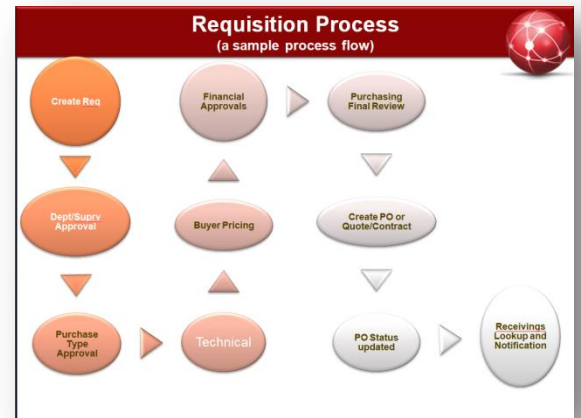 Requisition Process
(a sample process flow)
Create Req
Dept/Suprv
Approval
Purchase
Type
Approval
Technical
Buyer Pricing
Financial
Approvals
Purchasing
Final Review
Create PO or
Quote/Contract
PO Status
updated
Receivings
Lookup and
Notification